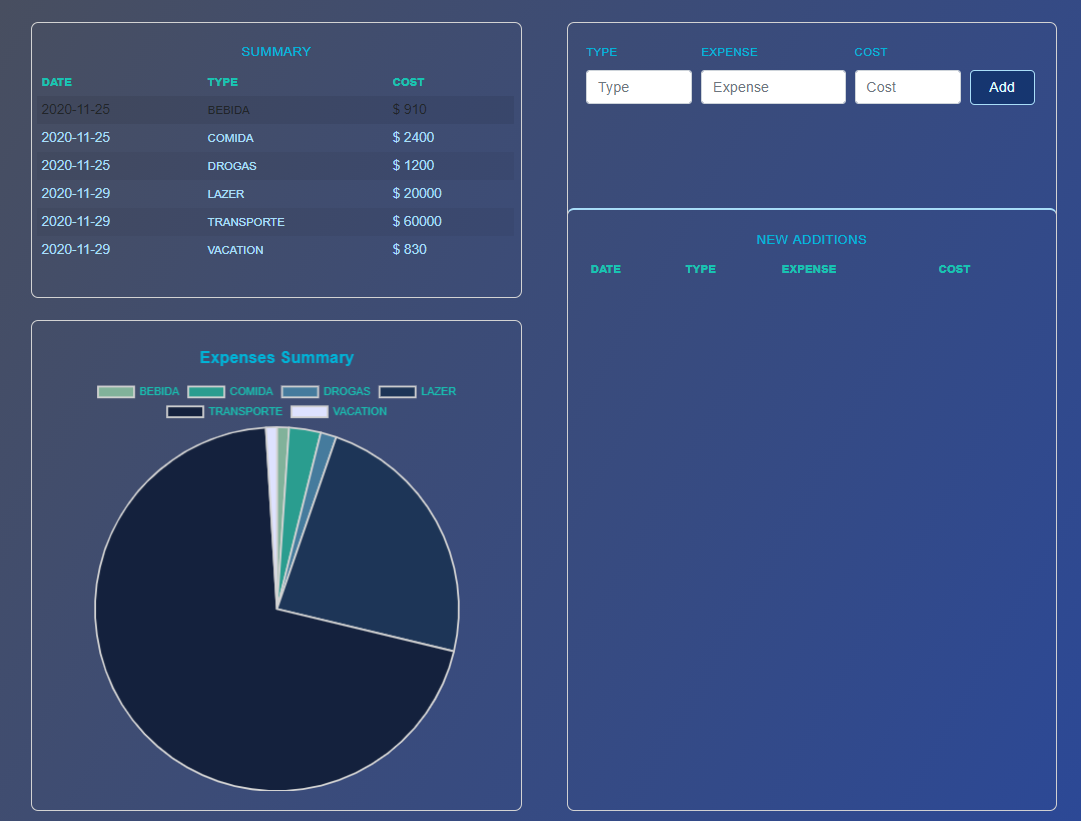 SUMMARY
DATE TYPE COST
2020-11-25 BEBIDA $ 910
2020-11-25 COMIDA $ 2400
2020-11-25 DROGAS $ 1200
2020-11-29 LAZER $ 20000
2020-11-29 TRANSPORTE $ 60000
2020-11-29 VACATION $ 830
Expenses Summary
BEBIDA COMIDA DROGAS LAZER
TRANSPORTE VACATION
TYPE EXPENSE COST
Type Expense Cost Add
NEW ADDITIONS
DATE TYPE EXPENSE COST